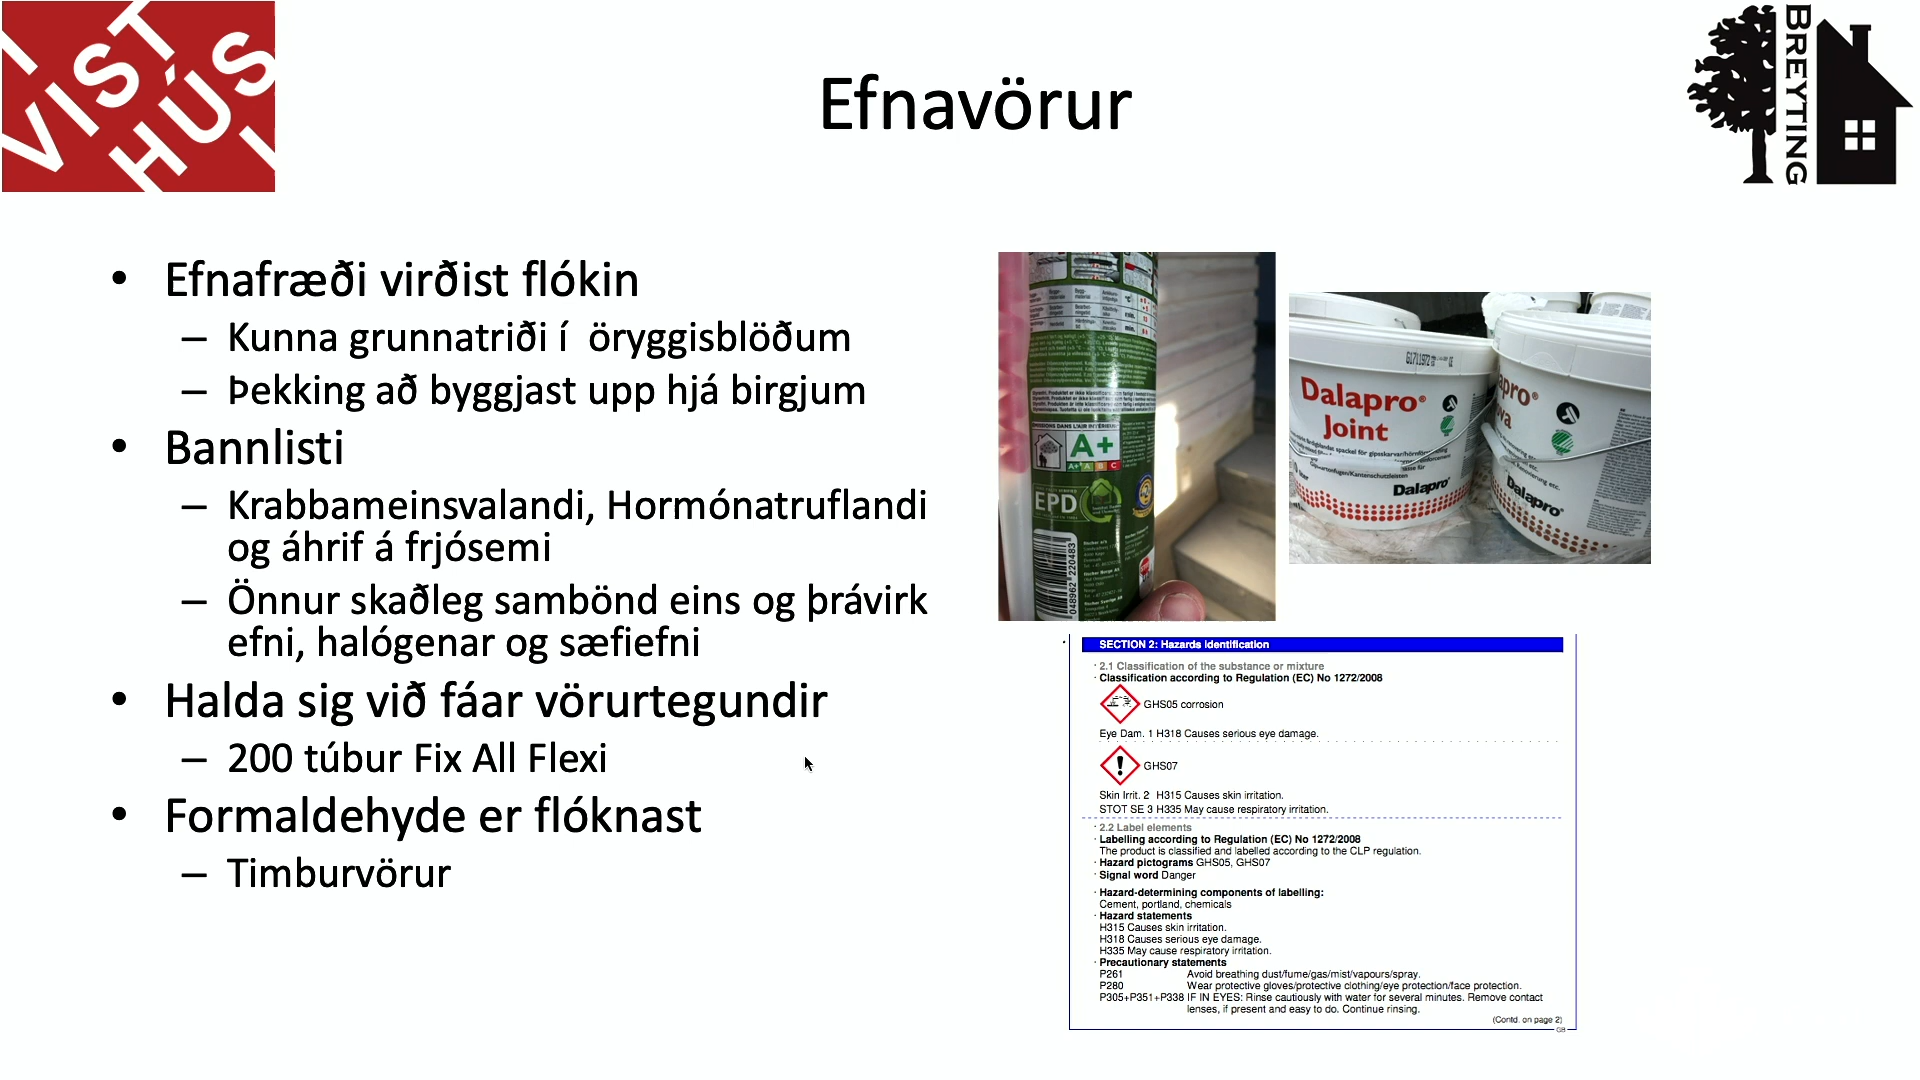 VIST
HÚS
Efnavörur
BREYTING
• Efnafræði virðist flókin
– Kunna grunnatriði í öryggisblöðum
– Þekking að byggjast upp hjá birgjum
• Bannlisti
– Krabbameinsvalandi, Hormónatruflandi
og áhrif á frjósemi
– Önnur skaðleg sambönd eins og þrávirk
efni, halógenar og sæfiefni
• Halda sig við fáar vörurtegundir
– 200 túbur Fix All Flexi
• Formaldehyde er flóknast
– Timburvörur
A+
A+ A B C
EPD
Dalapro®
Joint
Dalapro®
Dalapro®
SECTION 2: Hazards identification
· 2.1 Classification of the substance or mixture
· Classification according to Regulation (EC) No 1272/2008
GHS05 corrosion
Eye Dam. 1 H318 Causes serious eye damage.
GHS07
Skin Irrit. 2 H315 Causes skin irritation.
STOT SE 3 H335 May cause respiratory irritation.
· 2.2 Label elements
· Labelling according to Regulation (EC) No 1272/2008
The product is classified and labelled according to the CLP regulation.
· Hazard pictograms GHS05, GHS07
· Signal word Danger
· Hazard-determining components of labelling:
Cement, portland, chemicals
· Hazard statements
H315 Causes skin irritation.
H318 Causes serious eye damage.
H335 May cause respiratory irritation.
· Precautionary statements
P261 Avoid breathing dust/fume/gas/mist/vapours/spray.
P280 Wear protective gloves/protective clothing/eye protection/face protection.
P305+P351+P338 IF IN EYES: Rinse cautiously with water for several minutes. Remove contact
lenses, if present and easy to do. Continue rinsing.
(Contd. on page 2)
GB